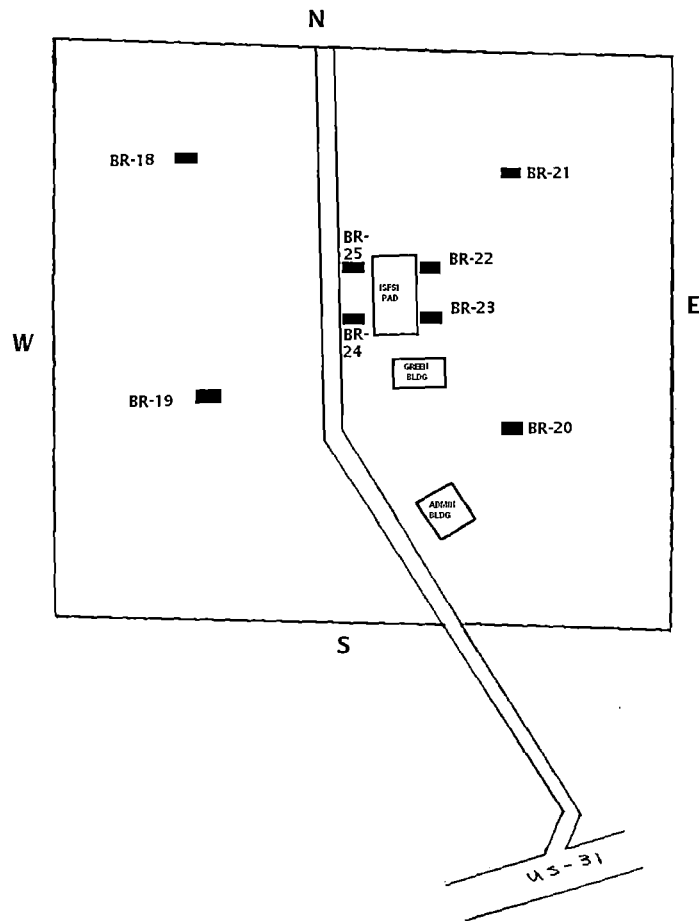 N
BR-18
BR-21
BR-
25
BR-22
ISFSI
PAD
E
BR-23
W
BR-
24
GREEN
BLDG
BR-19
BR-20
ADMIN
BLDG
S
US-31